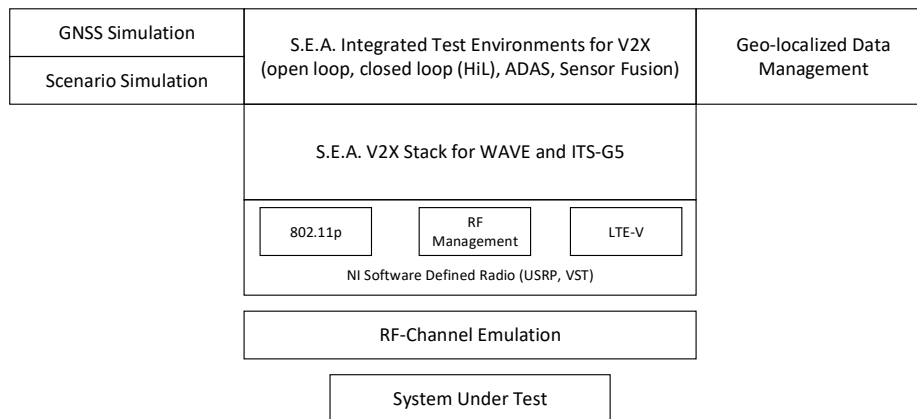 GNSS Simulation
Scenario Simulation
S.E.A. Integrated Test Environments for V2X
(open loop, closed loop (HiL), ADAS, Sensor Fusion)
Geo-localized Data
Management
S.E.A. V2X Stack for WAVE and ITS-G5
802.11p
RF
Management
LTE-V
NI Software Defined Radio (USRP, VST)
RF-Channel Emulation
System Under Test